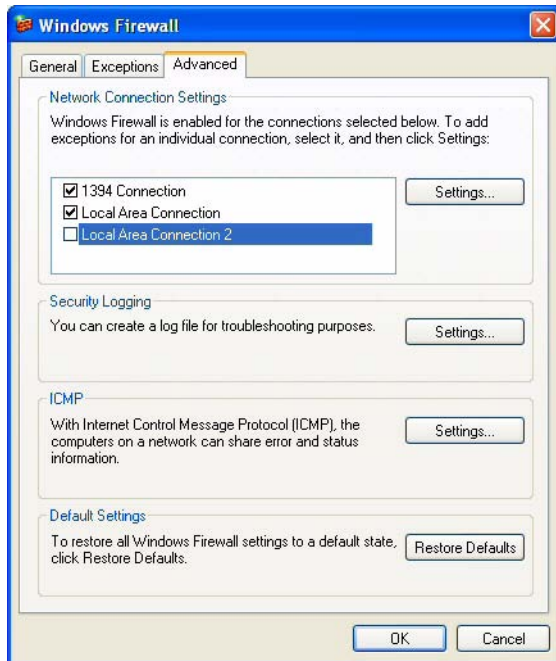 Windows Firewall
General
Exceptions
Advanced
Network Connection Settings
Windows Firewall is enabled for the connections selected below. To add
exceptions for an individual connection, select it, and then click Settings:
1394 Connection
Local Area Connection
Local Area Connection 2
Settings...
Security Logging
You can create a log file for troubleshooting purposes.
Settings...
ICMP
With Internet Control Message Protocol (ICMP), the
computers on a network can share error and status
information.
Settings...
Default Settings
To restore all Windows Firewall settings to a default state,
click Restore Defaults.
Restore Defaults
OK
Cancel